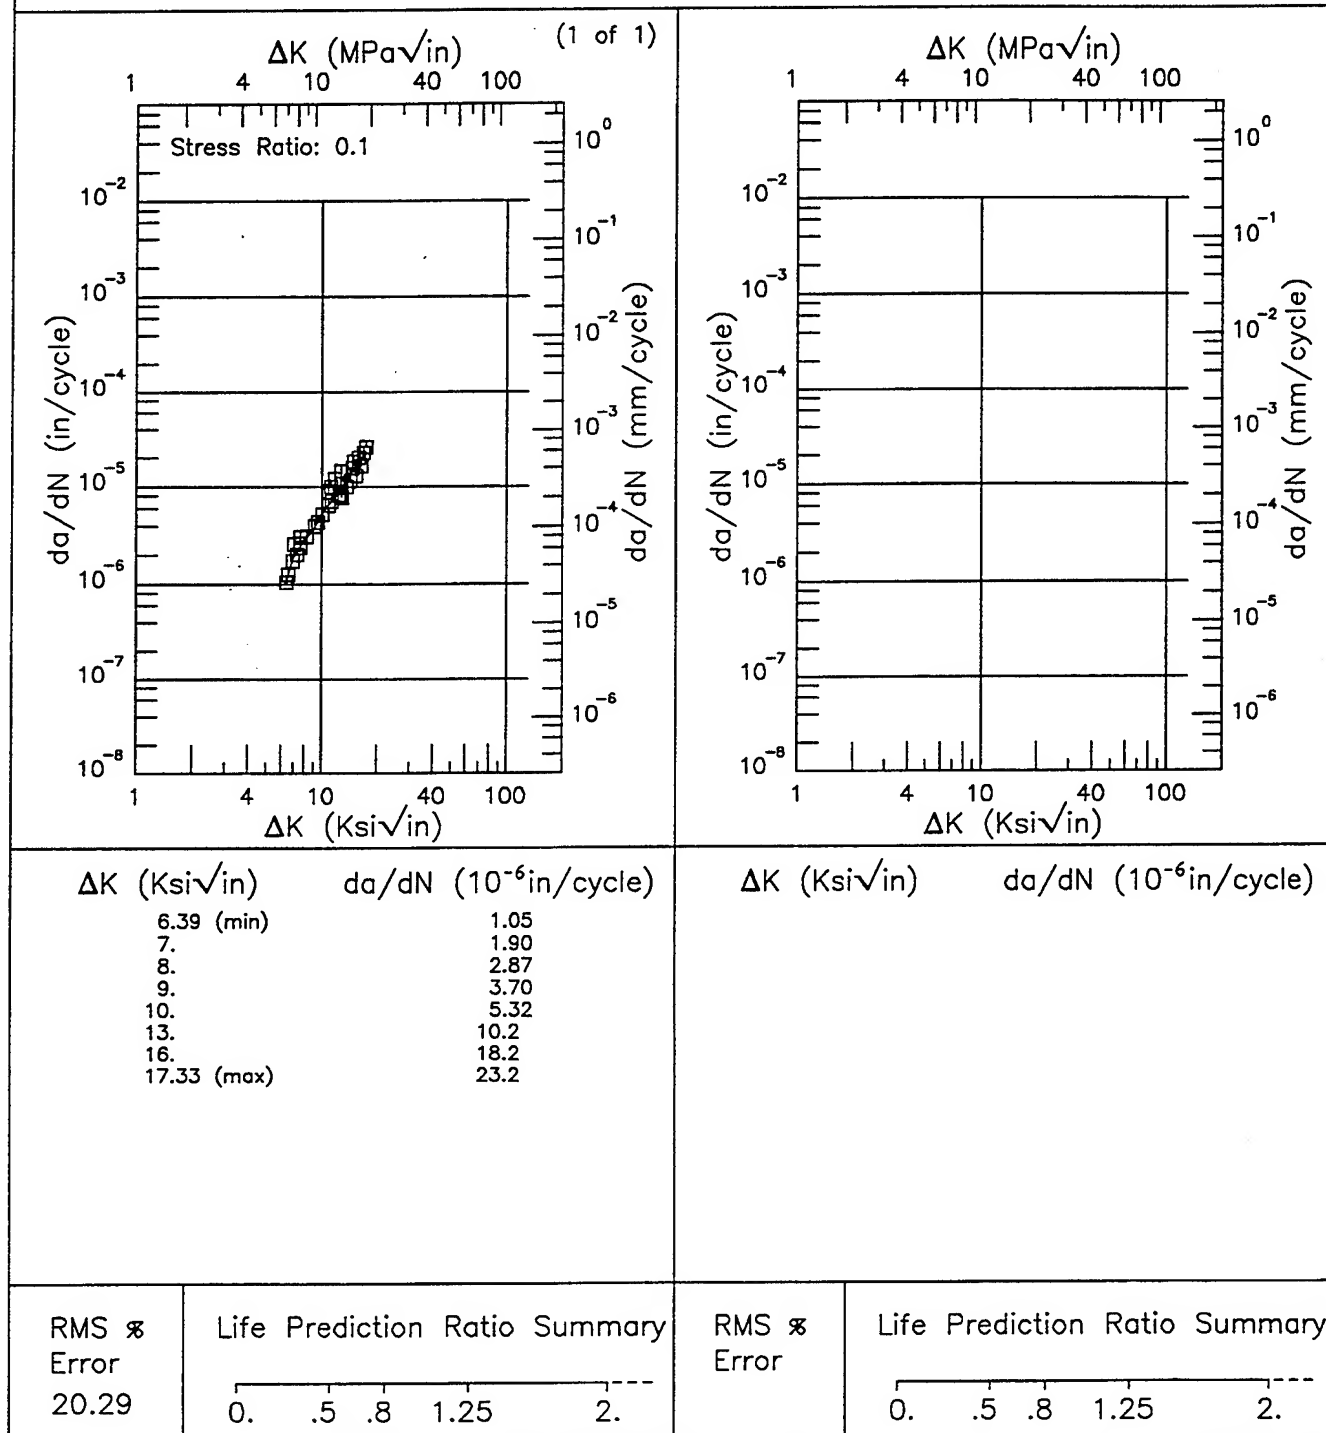 (1 of 1)
ΔK (MPa√in)
1 4 10 40 100
Stress Ratio: 0.1
10⁰
10⁻²
10⁻¹
10⁻³
10⁻²
10⁻⁴
10⁻³
10⁻⁵
10⁻⁴
10⁻⁶
10⁻⁵
10⁻⁷
10⁻⁶
10⁻⁸
da/dN (in/cycle)
da/dN (mm/cycle)
1 4 10 40 100
ΔK (Ksi√in)
ΔK (MPa√in)
1 4 10 40 100
10⁰
10⁻²
10⁻¹
10⁻³
10⁻²
10⁻⁴
10⁻³
10⁻⁵
10⁻⁴
10⁻⁶
10⁻⁵
10⁻⁷
10⁻⁶
10⁻⁸
da/dN (in/cycle)
da/dN (mm/cycle)
1 4 10 40 100
ΔK (Ksi√in)
ΔK (Ksi√in) da/dN (10⁻⁶in/cycle)
6.39 (min) 1.05
7. 1.90
8. 2.87
9. 3.70
10. 5.32
13. 10.2
16. 18.2
17.33 (max) 23.2
ΔK (Ksi√in) da/dN (10⁻⁶in/cycle)
RMS %
Error
20.29
Life Prediction Ratio Summary
0. .5 .8 1.25 2.
RMS %
Error
Life Prediction Ratio Summary
0. .5 .8 1.25 2.